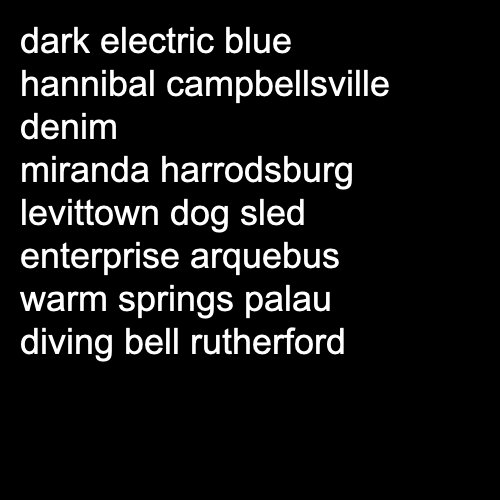 dark electric blue
hannibal campbellsville
denim
miranda harrodsburg
levittown dog sled
enterprise arquebus
warm springs palau
diving bell rutherford